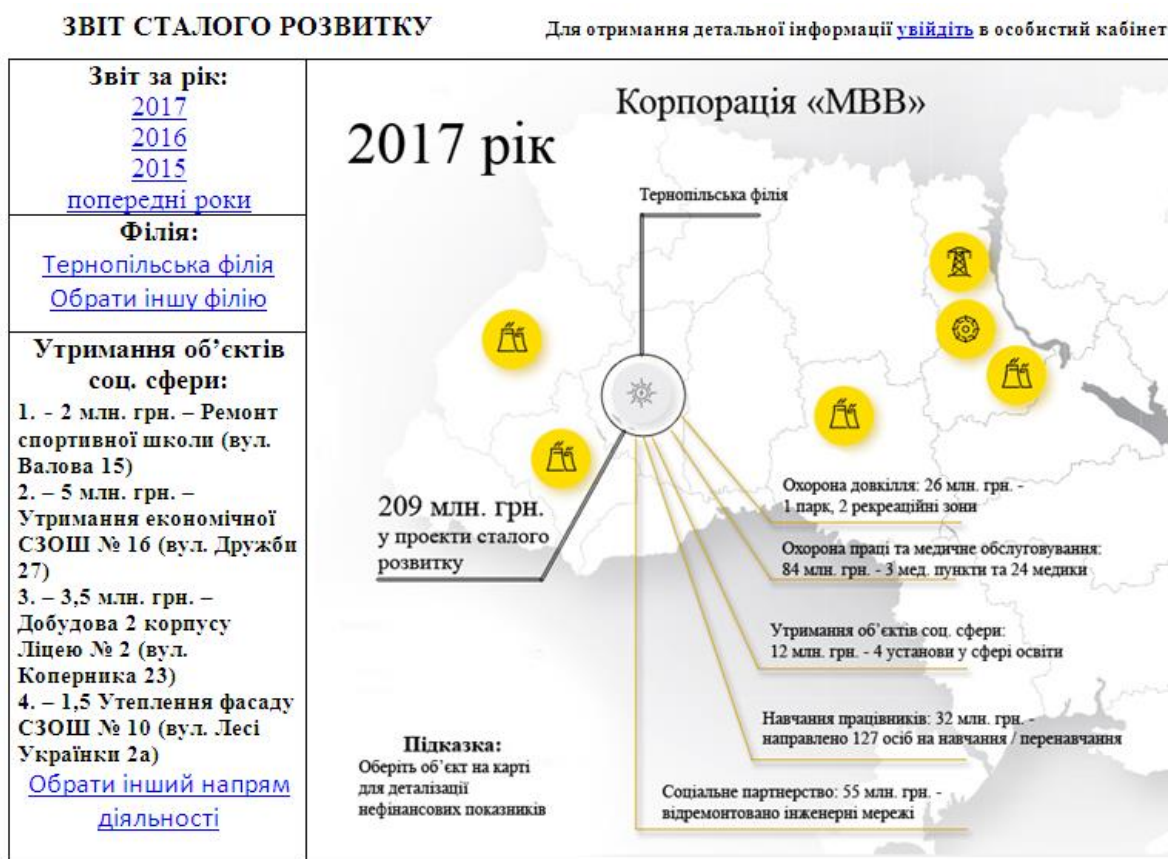 ЗВІТ СТАЛОГО РОЗВИТКУ
Для отримання детальної інформації увійдіть в особистий кабінет
Звіт за рік:
2017
2016
2015
попередні роки
Філія:
Тернопільська філія
Обрати іншу філію
Утримання об’єктів
соц. сфери:
1. - 2 млн. грн. – Ремонт
спортивної школи (вул.
Валова 15)
2. – 5 млн. грн. –
Утримання економічної
СЗОШ № 16 (вул. Дружби
27)
3. – 3,5 млн. грн. –
Добудова 2 корпусу
Ліцею № 2 (вул.
Коперника 23)
4. – 1,5 Утеплення фасаду
СЗОШ № 10 (вул. Лесі
Українки 2а)
Обрати інший напрям
діяльності
Корпорація «МВВ»
2017 рік
Тернопільська філія
209 млн. грн.
у проекти сталого
розвитку
Охорона довкілля: 26 млн. грн. -
1 парк, 2 рекреаційні зони
Охорона праці та медичне обслуговування:
84 млн. грн. - 3 мед. пункти та 24 медики
Утримання об’єктів соц. сфери:
12 млн. грн. - 4 установи у сфері освіти
Навчання працівників: 32 млн. грн. -
направлено 127 осіб на навчання / перенавчання
Соціальне партнерство: 55 млн. грн. -
відремонтовано інженерні мережі
Підказка:
Оберіть об’єкт на карті
для деталізації
нефінансових показників